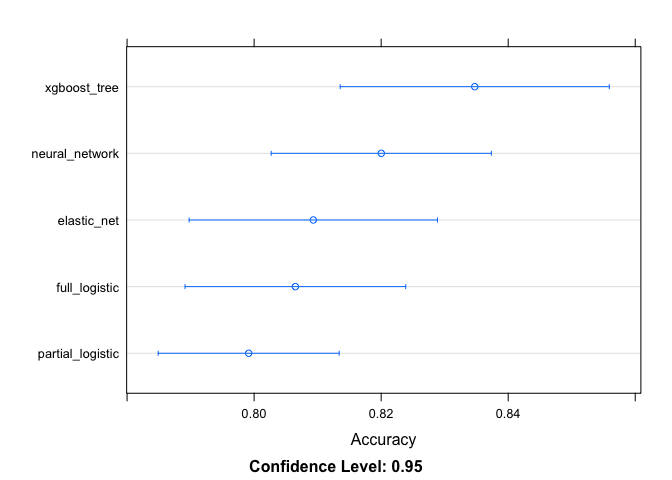 xgboost_tree
neural_network
elastic_net
full_logistic
partial_logistic
0.80 0.82 0.84
Accuracy
Confidence Level: 0.95